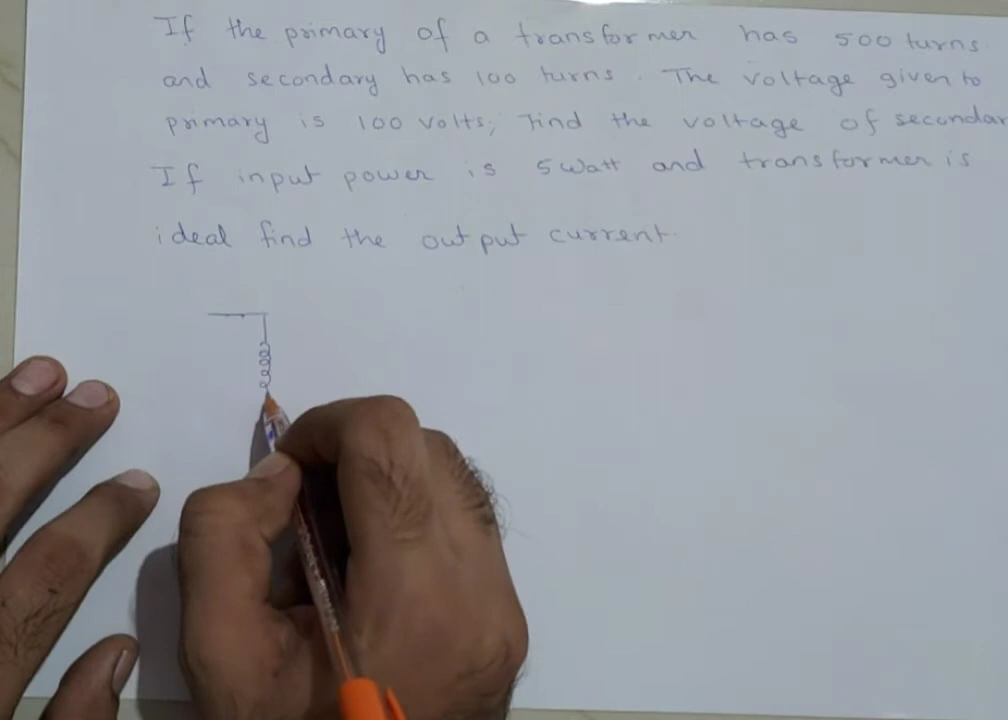 If the primary of a transformer has 500 turns
and secondary has 100 turns. The voltage given to
primary is 100 volts; Find the voltage of secondar
If input power is 5 watt and transformer is
ideal find the output current.